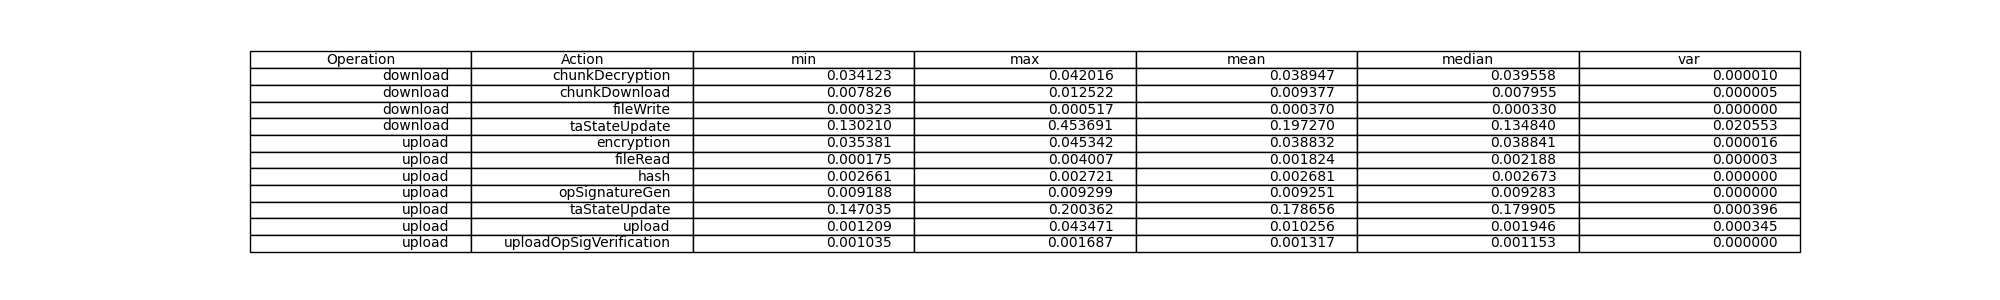 Operation Action min max mean median var
download chunkDecryption 0.034123 0.042016 0.038947 0.039558 0.000010
download chunkDownload 0.007826 0.012522 0.009377 0.007955 0.000005
download fileWrite 0.000323 0.000517 0.000370 0.000330 0.000000
download taStateUpdate 0.130210 0.453691 0.197270 0.134840 0.020553
upload encryption 0.035381 0.045342 0.038832 0.038841 0.000016
upload fileRead 0.000175 0.004007 0.001824 0.002188 0.000003
upload hash 0.002661 0.002721 0.002681 0.002673 0.000000
upload opSignatureGen 0.009188 0.009299 0.009251 0.009283 0.000000
upload taStateUpdate 0.147035 0.200362 0.178656 0.179905 0.000396
upload upload 0.001209 0.043471 0.010256 0.001946 0.000345
upload uploadOpSigVerification 0.001035 0.001687 0.001317 0.001153 0.000000